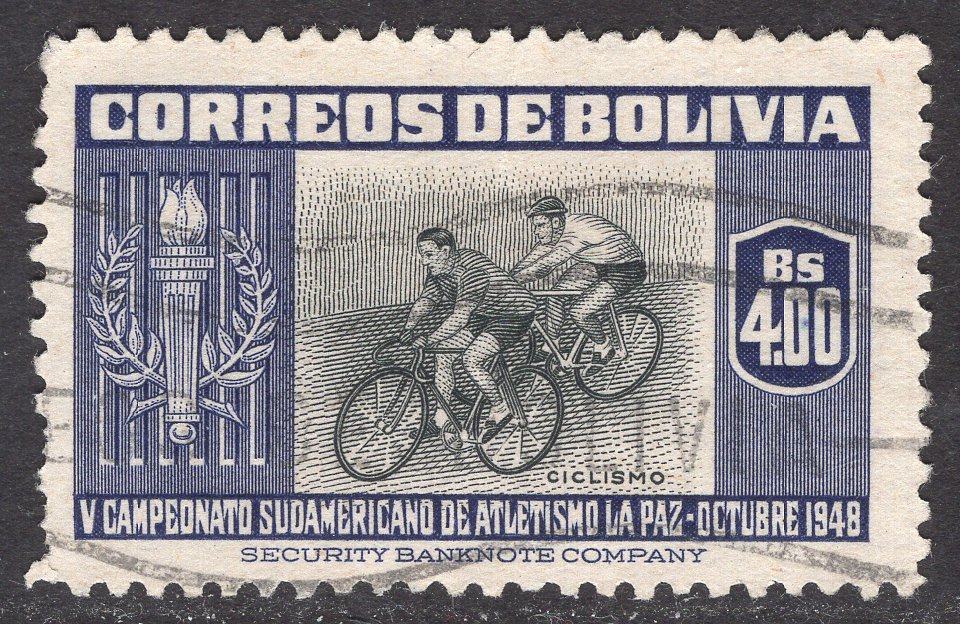 CORREOS DE BOLIVIA
BS
4.00
CICLISMO
V CAMPEONATO SUDAMERICANO DE ATLETISMO LA PAZ-OCTUBRE 1948
SECURITY BANKNOTE COMPANY